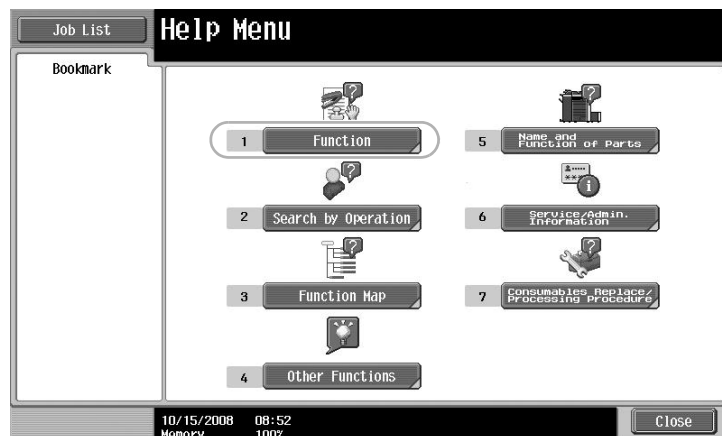 Job List
Help Menu
Bookmark
1 Function
2 Search by Operation
3 Function Map
4 Other Functions
5 Name and
Function of Parts
6 Service/Admin.
Information
7 Consumables Replace/
Processing Procedure
10/15/2008 08:52
Memory 100%
Close